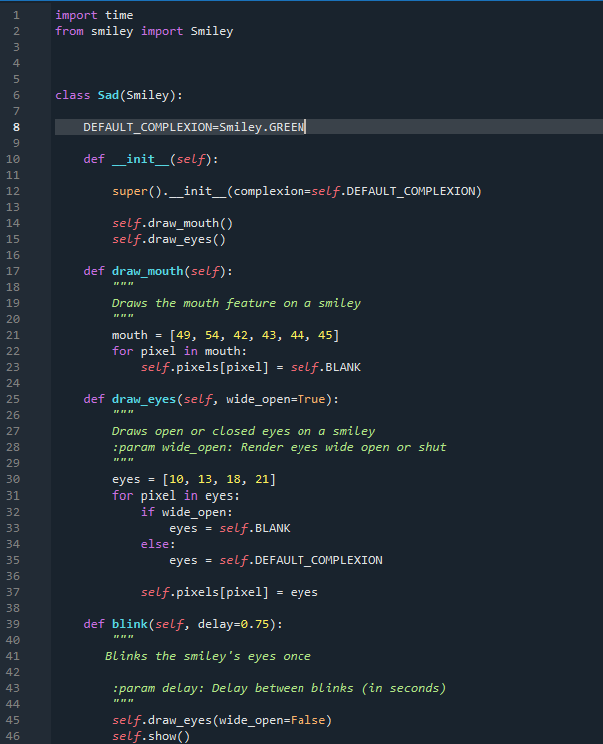 1 import time
2 from smiley import Smiley
3
4
5
6 class Sad(Smiley):
7
8     DEFAULT_COMPLEXION=Smiley.GREEN
9
10     def __init__(self):
11
12         super().__init__(complexion=self.DEFAULT_COMPLEXION)
13
14         self.draw_mouth()
15         self.draw_eyes()
16
17     def draw_mouth(self):
18         """
19         Draws the mouth feature on a smiley
20         """
21         mouth = [49, 54, 42, 43, 44, 45]
22         for pixel in mouth:
23             self.pixels[pixel] = self.BLANK
24
25     def draw_eyes(self, wide_open=True):
26         """
27         Draws open or closed eyes on a smiley
28         :param wide_open: Render eyes wide open or shut
29         """
30         eyes = [10, 13, 18, 21]
31         for pixel in eyes:
32             if wide_open:
33                 eyes = self.BLANK
34             else:
35                 eyes = self.DEFAULT_COMPLEXION
36
37             self.pixels[pixel] = eyes
38
39     def blink(self, delay=0.75):
40         """
41        Blinks the smiley's eyes once
42
43         :param delay: Delay between blinks (in seconds)
44         """
45         self.draw_eyes(wide_open=False)
46         self.show()